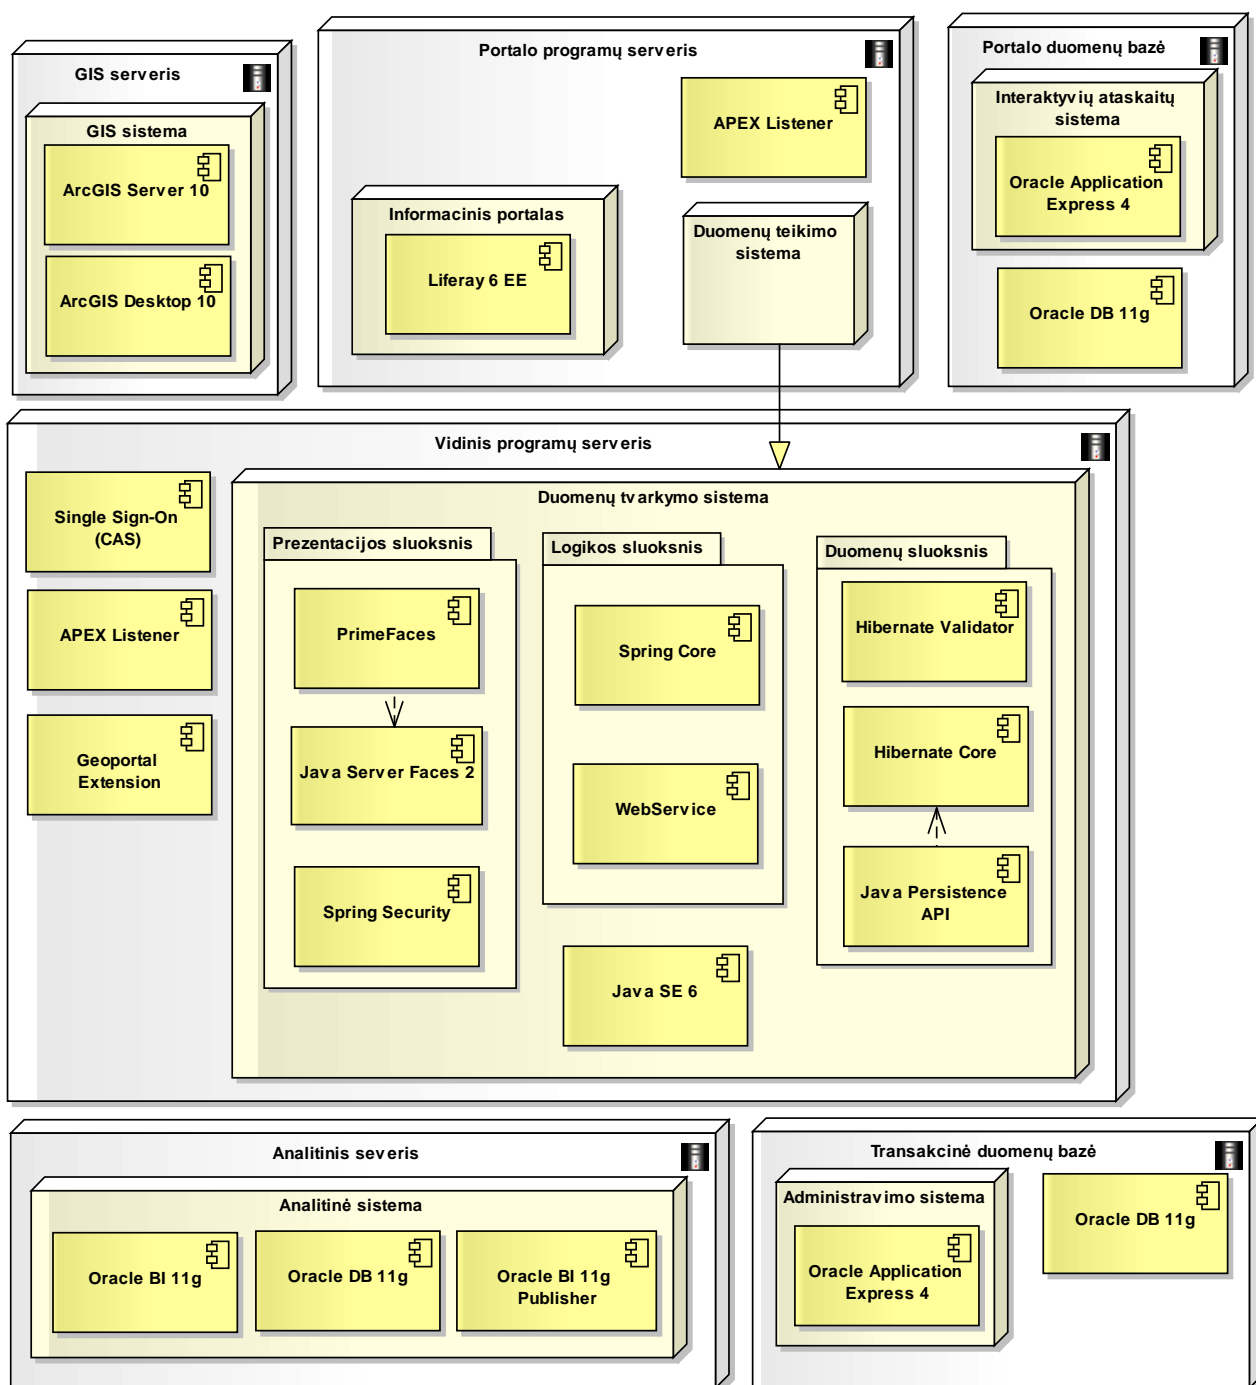 GIS serveris
GIS sistema
ArcGIS Server 10
ArcGIS Desktop 10
Portalo programų serveris
APEX Listener
Informacinis portalas
Liferay 6 EE
Duomenų teikimo
sistema
Portalo duomenų bazė
Interaktyvių ataskaitų
sistema
Oracle Application
Express 4
Oracle DB 11g
Vidinis programų serveris
Single Sign-On
(CAS)
APEX Listener
Geoportal
Extension
Duomenų tvarkymo sistema
Prezentacijos sluoksnis
PrimeFaces
Java Server Faces 2
Spring Security
Logikos sluoksnis
Spring Core
WebService
Duomenų sluoksnis
Hibernate Validator
Hibernate Core
Java Persistence
API
Java SE 6
Analitinis severis
Analitinė sistema
Oracle BI 11g
Oracle DB 11g
Oracle BI 11g
Publisher
Transakcinė duomenų bazė
Administravimo sistema
Oracle Application
Express 4
Oracle DB 11g